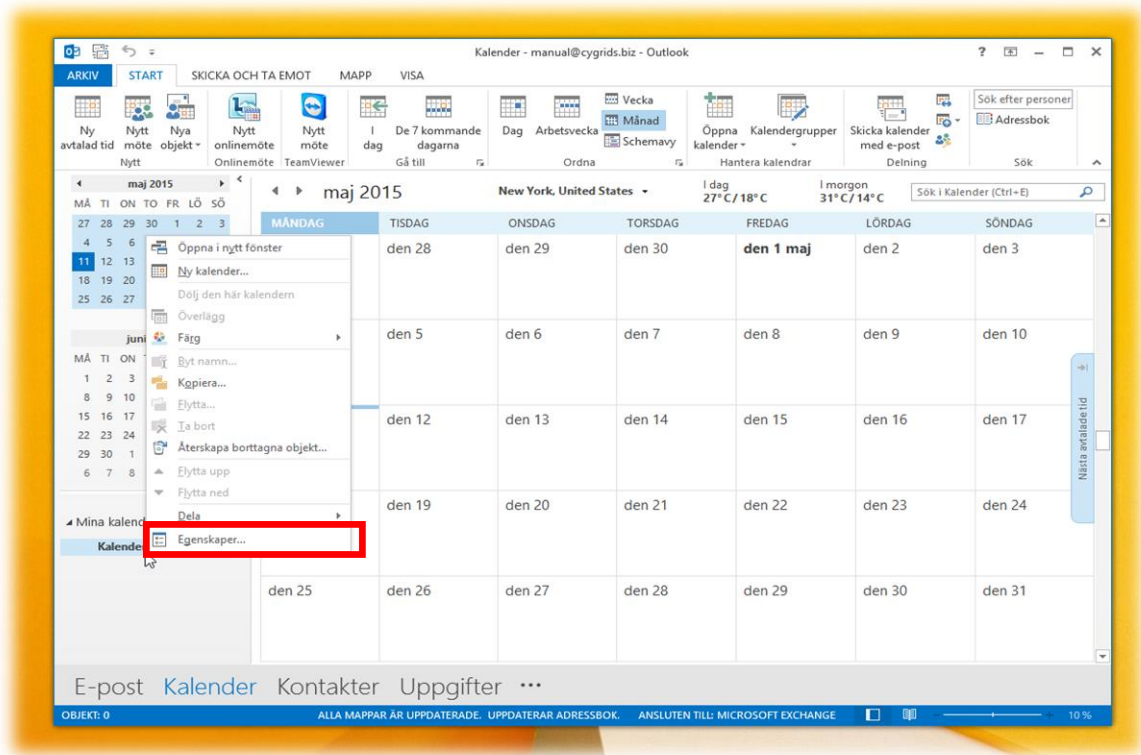 Kalender - manual@cygrids.biz - Outlook
ARKIV START SKICKA OCH TA EMOT MAPP VISA
Ny avtalad tid
Nytt möte
Nya objekt
Nytt onlinemöte
Nytt möte
I dag
De 7 kommande dagarna
Dag
Arbetsvecka
Vecka
Månad
Schemavy
Öppna kalender
Kalendergrupper
Skicka kalender med e-post
Sök efter personer
Adressbok
Nytt Onlinemöte TeamViewer Gå till Ordna Hantera kalendrar Delning Sök
maj 2015
MÅ TI ON TO FR LÖ SÖ
27 28 29 30 1 2 3
4 5 6
11 12 13
18 19 20
25 26 27
juni
MÅ TI ON
1 2 3
8 9 10
15 16 17
22 23 24
29 30 1
6 7 8
Mina kalend
Kalende
Öppna i nytt fönster
Ny kalender...
Dölj den här kalendern
Överlägg
Färg
Byt namn...
Kopiera...
Flytta...
Ta bort
Återskapa borttagna objekt...
Flytta upp
Flytta ned
Dela
Egenskaper...
maj 2015
New York, United States
I dag
27°C/18°C
I morgon
31°C/14°C
Sök i Kalender (Ctrl+E)
MÅNDAG TISDAG ONSDAG TORSDAG FREDAG LÖRDAG SÖNDAG
den 28 den 29 den 30 den 1 maj den 2 den 3
den 5 den 6 den 7 den 8 den 9 den 10
den 12 den 13 den 14 den 15 den 16 den 17
den 19 den 20 den 21 den 22 den 23 den 24
den 25 den 26 den 27 den 28 den 29 den 30 den 31
Nästa avtalade tid
E-post Kalender Kontakter Uppgifter ...
OBJEKT: 0 ALLA MAPPAR ÄR UPPDATERADE. UPPDATERAR ADRESSBOK. ANSLUTEN TILL: MICROSOFT EXCHANGE 10 %